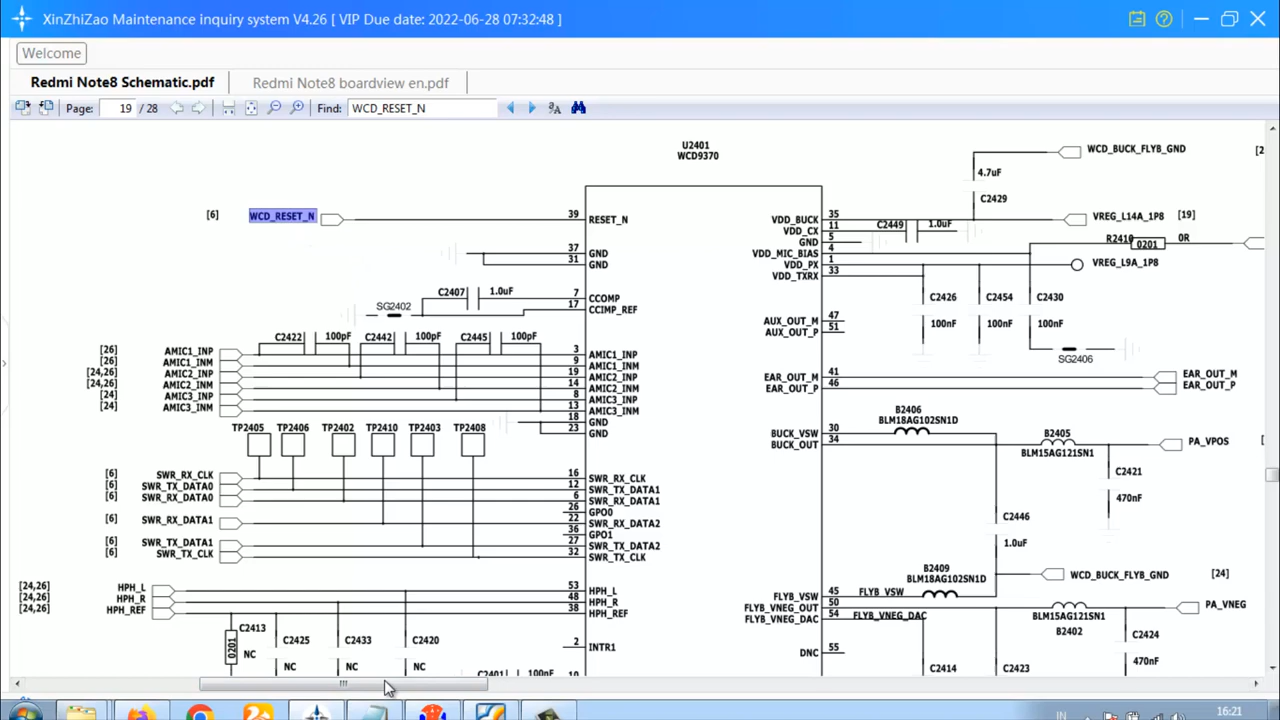 XinZhiZao Maintenance inquiry system V4.26 [ VIP Due date: 2022-06-28 07:32:48 ]
Welcome
Redmi Note8 Schematic.pdf
Redmi Note8 boardview en.pdf
Page: 19 / 28 Find: WCD_RESET_N
U2401
WCD9370
WCD_BUCK_FLYB_GND
4.7uF
C2429
[6] WCD_RESET_N 39 RESET_N
VDD_BUCK 35 VREG_L14A_1P8 [19]
VDD_CX 11 C2449 1.0uF
GND 5
R2410 0201 0R
VDD_MIC_BIAS 4
VDD_PX 1 VREG_L9A_1P8
VDD_TXRX 33
37 GND
31 GND
C2407 1.0uF 7 CCOMP
SG2402 17 CCIMP_REF
C2426 C2454 C2430
100nF 100nF 100nF
AUX_OUT_M 47
AUX_OUT_P 51
SG2406
C2422 100pF C2442 100pF C2445 100pF
[26] AMIC1_INP 3 AMIC1_INP
[26] AMIC1_INM 9 AMIC1_INM
[24,26] AMIC2_INP 19 AMIC2_INP
[24,26] AMIC2_INM 14 AMIC2_INM
[24] AMIC3_INP 8 AMIC3_INP
[24] AMIC3_INM 13 AMIC3_INM
18 GND
23 GND
EAR_OUT_M 41 EAR_OUT_M
EAR_OUT_P 46 EAR_OUT_P
TP2405 TP2406 TP2402 TP2410 TP2403 TP2408
B2406
BLM18AG102SN1D
BUCK_VSW 30
BUCK_OUT 34
B2405
BLM15AG121SN1
PA_VPOS
C2421
470nF
[6] SWR_RX_CLK 16 SWR_RX_CLK
[6] SWR_TX_DATA0 12 SWR_TX_DATA1
[6] SWR_RX_DATA0 6 SWR_RX_DATA1
26 GPO0
[6] SWR_RX_DATA1 22 SWR_RX_DATA2
36 GPO1
[6] SWR_TX_DATA1 27 SWR_TX_DATA2
[6] SWR_TX_CLK 32 SWR_TX_CLK
C2446
1.0uF
B2409
BLM18AG102SN1D
WCD_BUCK_FLYB_GND [24]
[24,26] HPH_L 53 HPH_L
[24,26] HPH_R 48 HPH_R
[24,26] HPH_REF 38 HPH_REF
FLYB_VSW 45 FLYB_VSW
FLYB_VNEG_OUT 50
FLYB_VNEG_DAC 54 FLYB_VNEG_DAC
PA_VNEG
BLM15AG121SN1
B2402
C2413 C2425 C2433 C2420
0201 NC NC NC NC
2 INTR1
DNC 55
C2424
470nF
C2414 C2423
C2401 100nF 10
IN
16:21